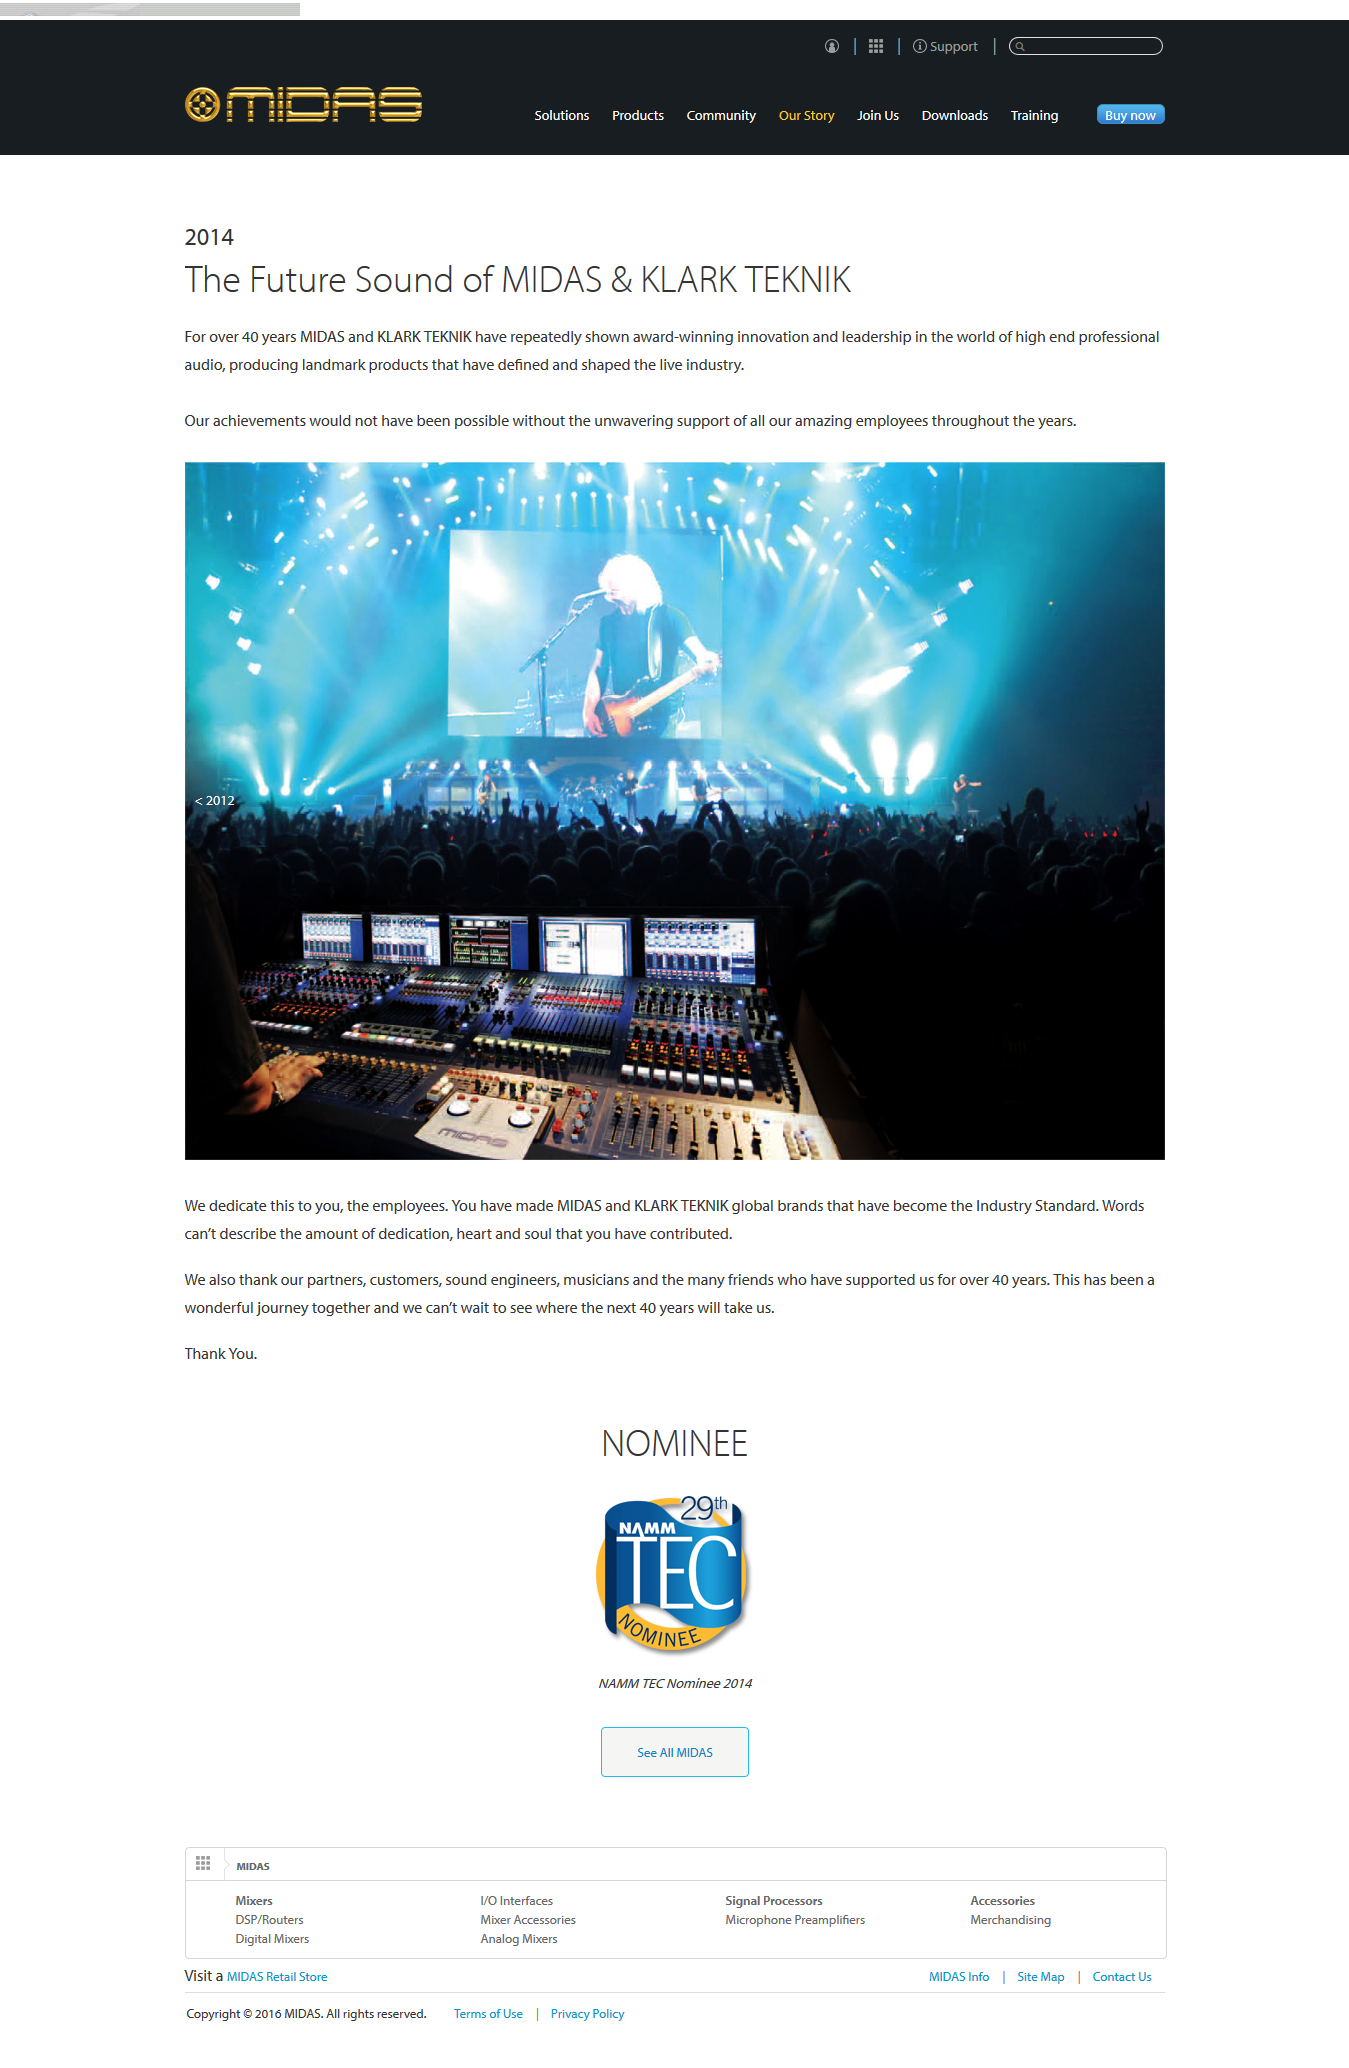 Support
MIDAS
Solutions Products Community Our Story Join Us Downloads Training Buy now
2014
The Future Sound of MIDAS & KLARK TEKNIK
For over 40 years MIDAS and KLARK TEKNIK have repeatedly shown award-winning innovation and leadership in the world of high end professional
audio, producing landmark products that have defined and shaped the live industry.
Our achievements would not have been possible without the unwavering support of all our amazing employees throughout the years.
< 2012
MIDAS
We dedicate this to you, the employees. You have made MIDAS and KLARK TEKNIK global brands that have become the Industry Standard. Words
can’t describe the amount of dedication, heart and soul that you have contributed.
We also thank our partners, customers, sound engineers, musicians and the many friends who have supported us for over 40 years. This has been a
wonderful journey together and we can’t wait to see where the next 40 years will take us.
Thank You.
NOMINEE
29th
NAMM
TEC
NOMINEE
NAMM TEC Nominee 2014
See All MIDAS
MIDAS
Mixers I/O Interfaces Signal Processors Accessories
DSP/Routers Mixer Accessories Microphone Preamplifiers Merchandising
Digital Mixers Analog Mixers
Visit a MIDAS Retail Store MIDAS Info | Site Map | Contact Us
Copyright © 2016 MIDAS. All rights reserved. Terms of Use | Privacy Policy